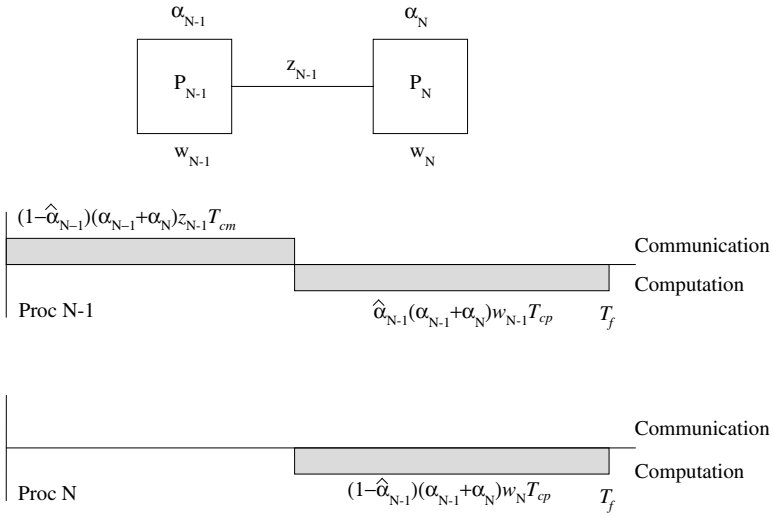 α_{N-1} α_N
z_{N-1}
P_{N-1} P_N
w_{N-1} w_N
(1−α̂_{N−1})(α_{N−1}+α_N)z_{N-1}T_{cm}
Communication
Computation
Proc N-1
α̂_{N-1}(α_{N-1}+α_N)w_{N-1}T_{cp}
T_f
Communication
Computation
Proc N
(1−α̂_{N-1})(α_{N-1}+α_N)w_NT_{cp}
T_f